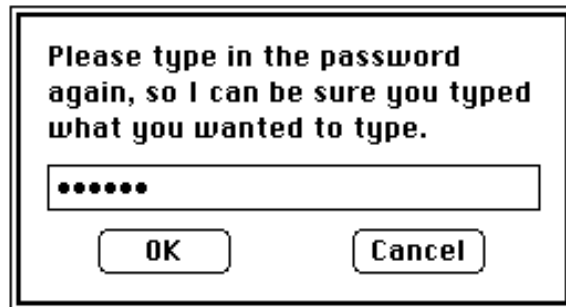 Please type in the password
again, so I can be sure you typed
what you wanted to type.
••••••
OK Cancel